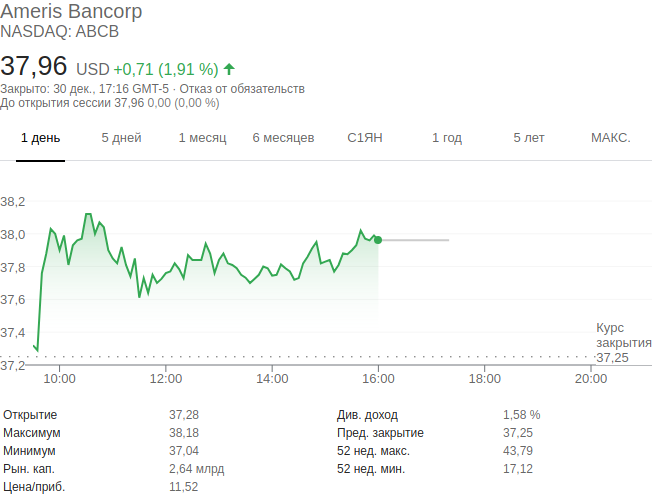 Ameris Bancorp
NASDAQ: ABCB
37,96 USD +0,71 (1,91 %)
Закрыто: 30 дек., 17:16 GMT-5 · Отказ от обязательств
До открытия сессии 37,96 0,00 (0,00 %)
1 день 5 дней 1 месяц 6 месяцев С1ЯН 1 год 5 лет МАКС.
38,2
38,0
37,8
37,6
37,4
37,2
Курс
закрытия
37,25
10:00 12:00 14:00 16:00 18:00 20:00
Открытие 37,28 Див. доход 1,58 %
Максимум 38,18 Пред. закрытие 37,25
Минимум 37,04 52 нед. макс. 43,79
Рын. кап. 2,64 млрд 52 нед. мин. 17,12
Цена/приб. 11,52